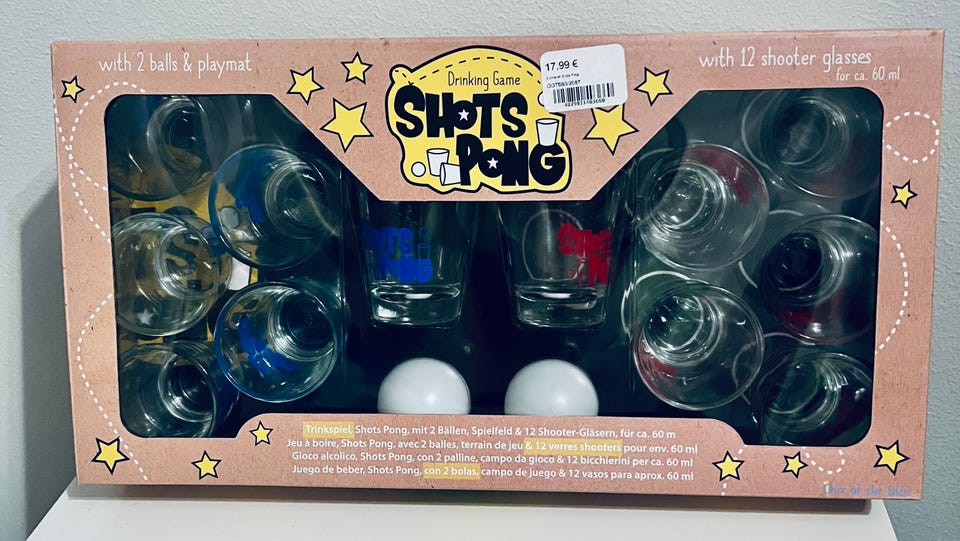 with 2 balls & playmat
Drinking Game
SHOTS
PONG
17.99 €
with 12 shooter glasses
for ca. 60 ml
SHOTS
PONG
Trinkspiel, Shots Pong, mit 2 Bällen, Spielfeld & 12 Shooter-Gläsern, für ca. 60 m
Jeu à boire, Shots Pong, avec 2 balles, terrain de jeu & 12 verres shooters pour env. 60 ml
Gioco alcolico, Shots Pong, con 2 palline, campo da gioco & 12 bicchierini per ca. 60 ml
Juego de beber, Shots Pong, con 2 bolas, campo de juego & 12 vasos para aprox. 60 ml
Out of the blue